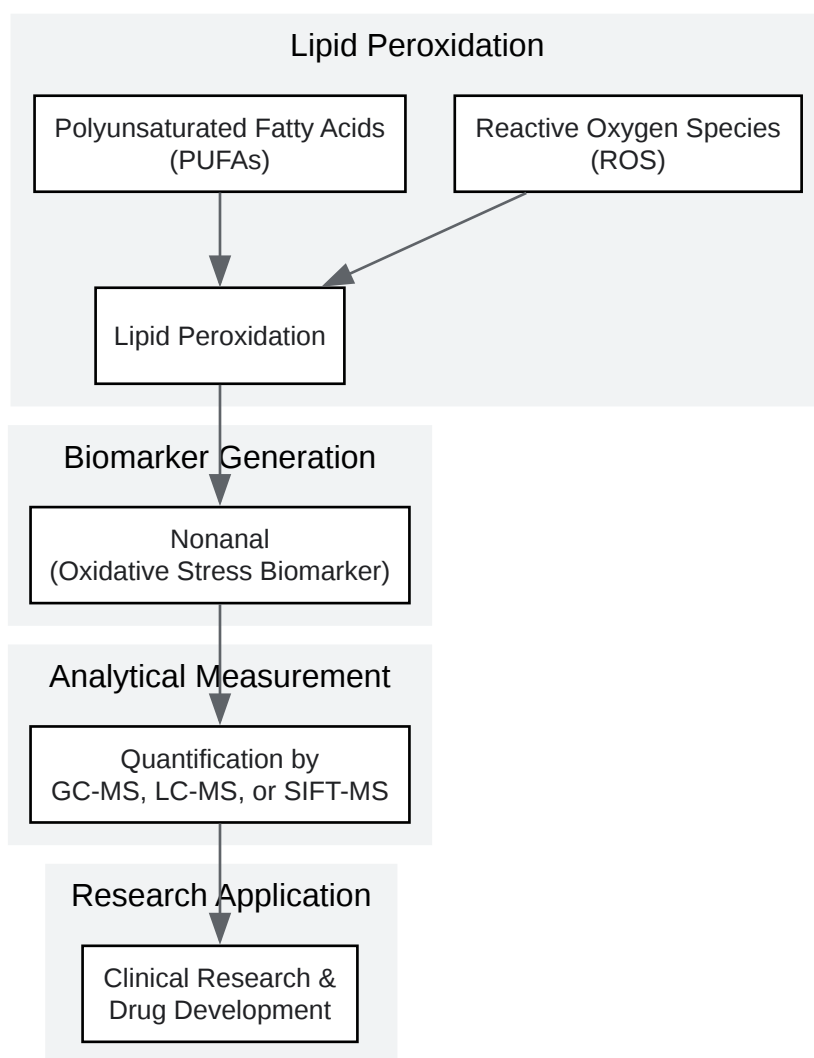 Lipid Peroxidation
Polyunsaturated Fatty Acids
(PUFAs)
Reactive Oxygen Species
(ROS)
Lipid Peroxidation
Biomarker Generation
Nonanal
(Oxidative Stress Biomarker)
Analytical Measurement
Quantification by
GC-MS, LC-MS, or SIFT-MS
Research Application
Clinical Research &
Drug Development